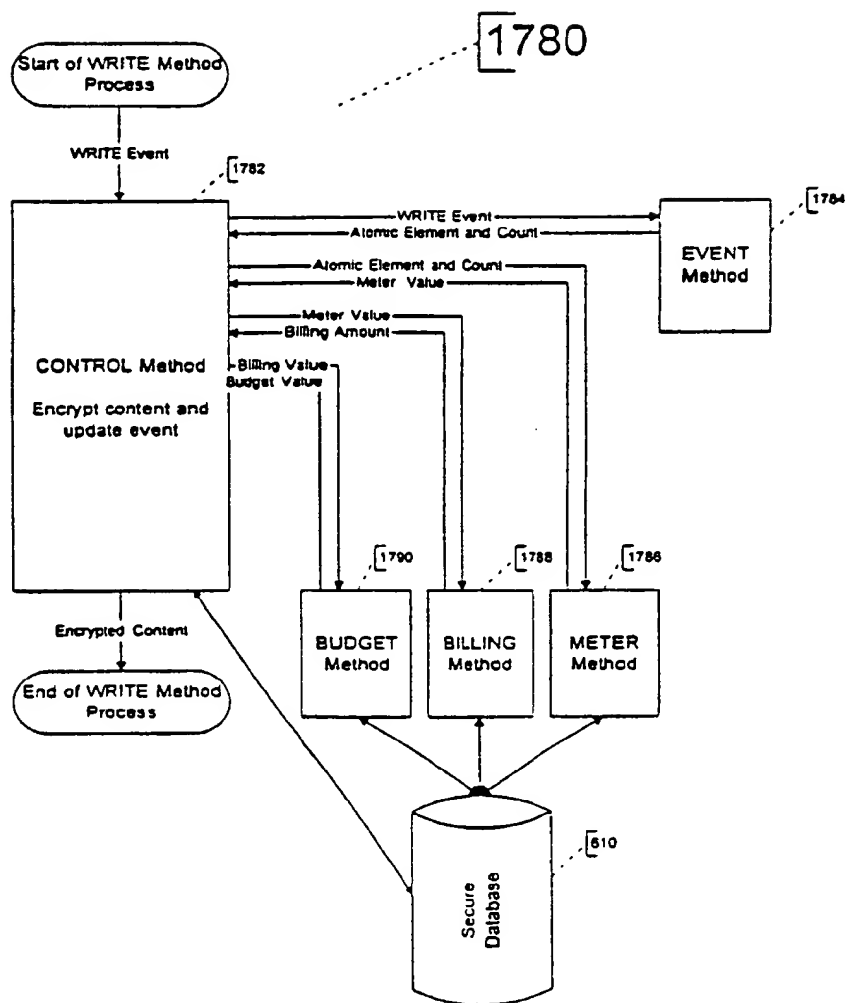 1780
Start of WRITE Method
Process
WRITE Event
1782
WRITE Event
Atomic Element and Count
1784
EVENT
Method
Atomic Element and Count
Meter Value
Meter Value
Billing Amount
Billing Value
Budget Value
CONTROL Method
Encrypt content and
update event
1790
1788
1786
BUDGET
Method
BILLING
Method
METER
Method
Encrypted Content
End of WRITE Method
Process
610
Secure
Database